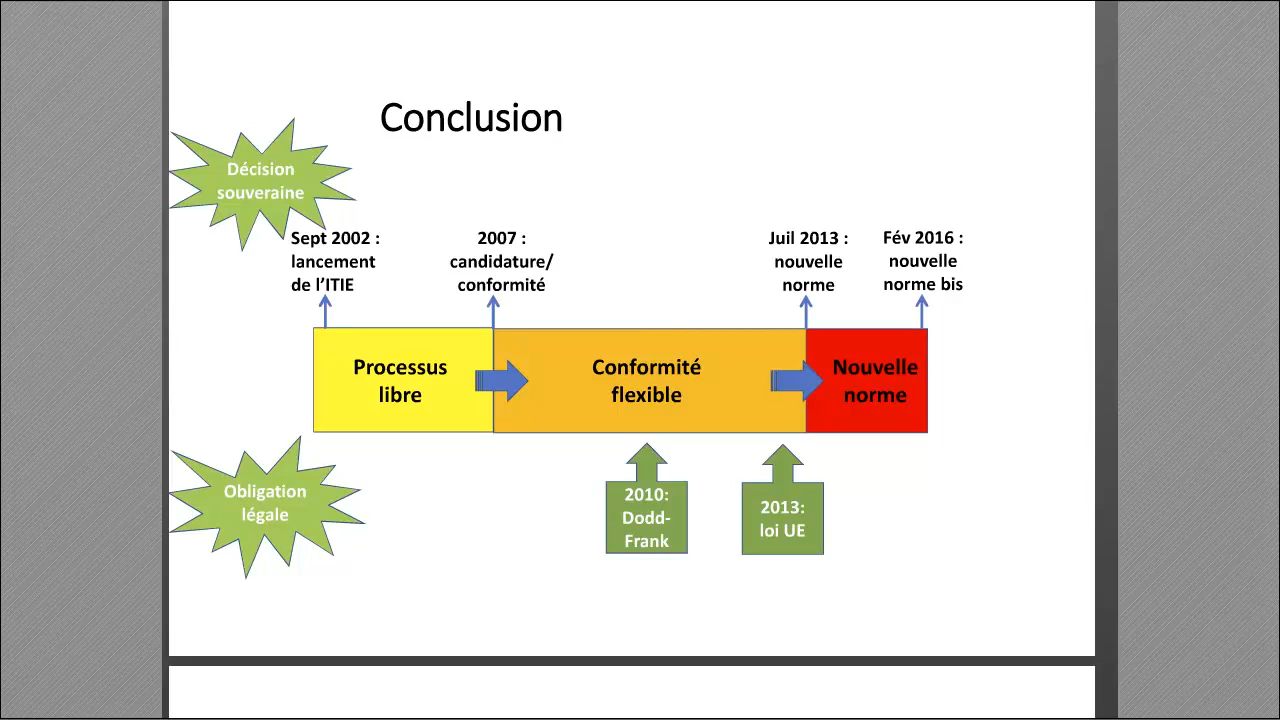 Conclusion
Décision
souveraine
Sept 2002 :
lancement
de l’ITIE
2007 :
candidature/
conformité
Juil 2013 :
nouvelle
norme
Fév 2016 :
nouvelle
norme bis
Processus
libre
Conformité
flexible
Nouvelle
norme
Obligation
légale
2010:
Dodd-
Frank
2013:
loi UE